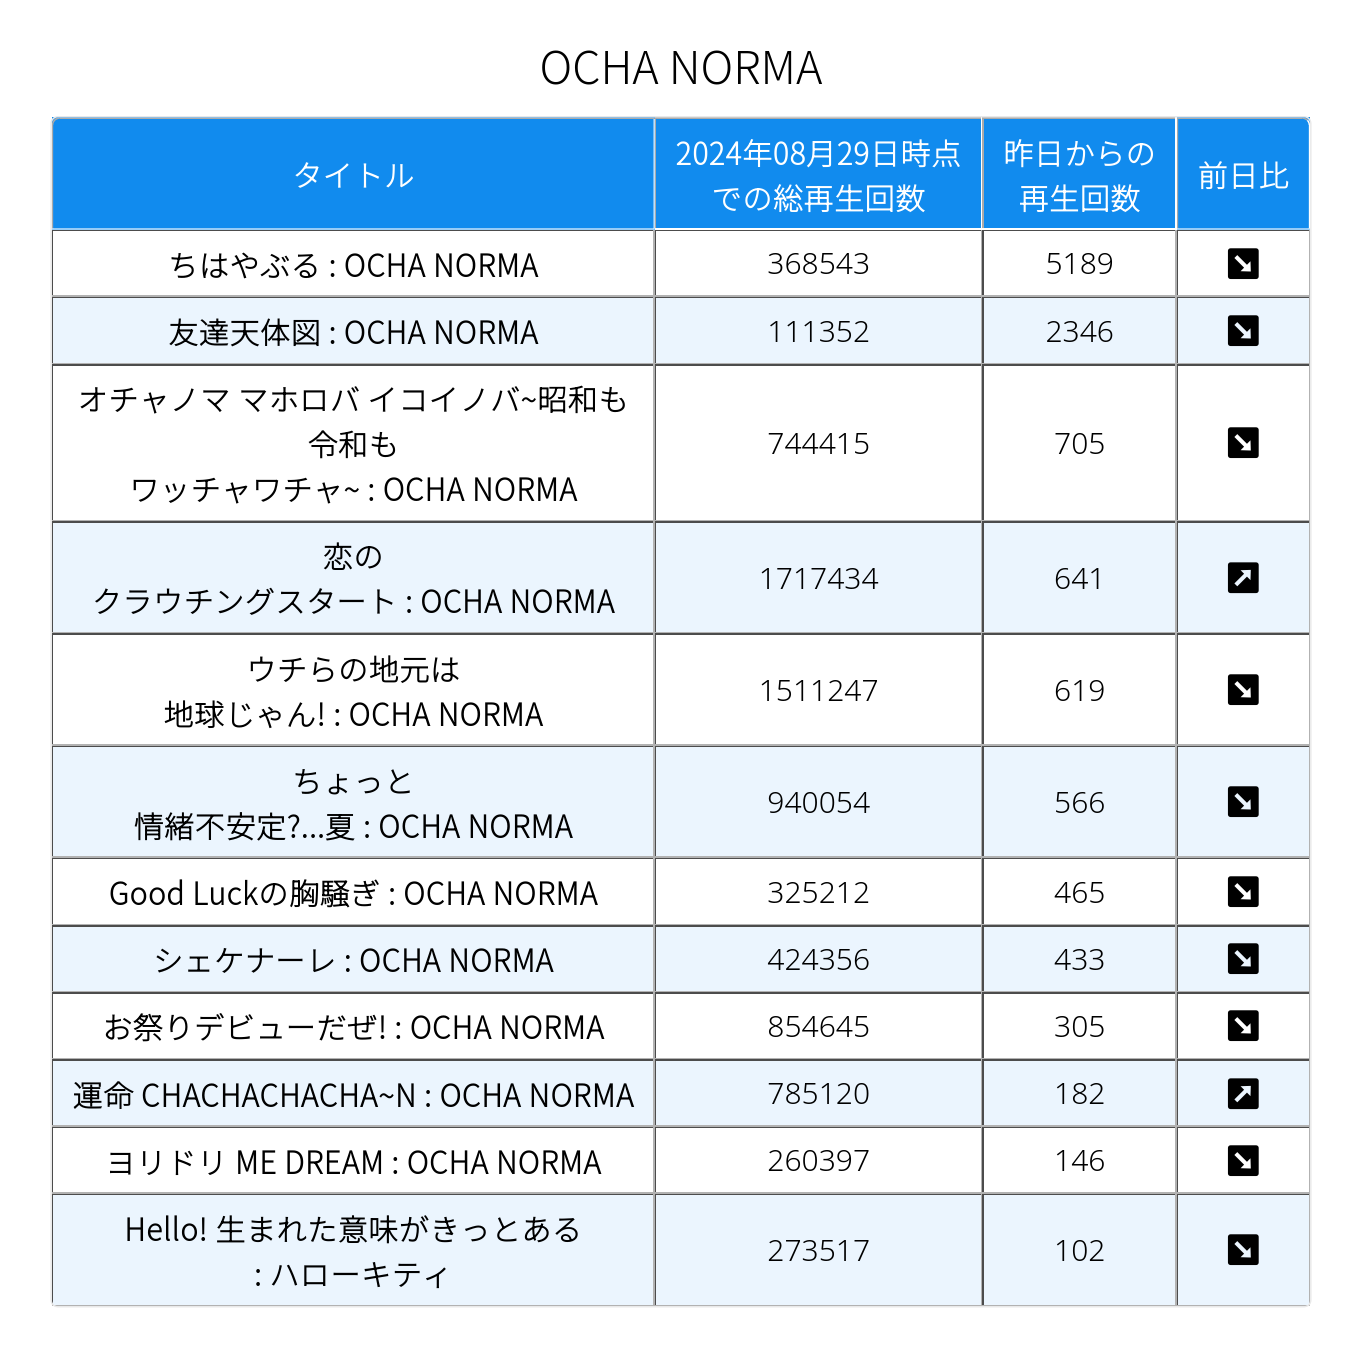 OCHA NORMA
タイトル
2024年08月29日時点
での総再生回数
昨日からの
再生回数
前日比
ちはやぶる : OCHA NORMA
368543
5189
友達天体図 : OCHA NORMA
111352
2346
オチャノマ マホロバ イコイノバ~昭和も
令和も
ワッチャワチャ~ : OCHA NORMA
744415
705
恋の
クラウチングスタート : OCHA NORMA
1717434
641
ウチらの地元は
地球じゃん! : OCHA NORMA
1511247
619
ちょっと
情緒不安定?...夏 : OCHA NORMA
940054
566
Good Luckの胸騒ぎ : OCHA NORMA
325212
465
シェケナーレ : OCHA NORMA
424356
433
お祭りデビューだぜ! : OCHA NORMA
854645
305
運命 CHACHACHACHA~N : OCHA NORMA
785120
182
ヨリドリ ME DREAM : OCHA NORMA
260397
146
Hello! 生まれた意味がきっとある
: ハローキティ
273517
102